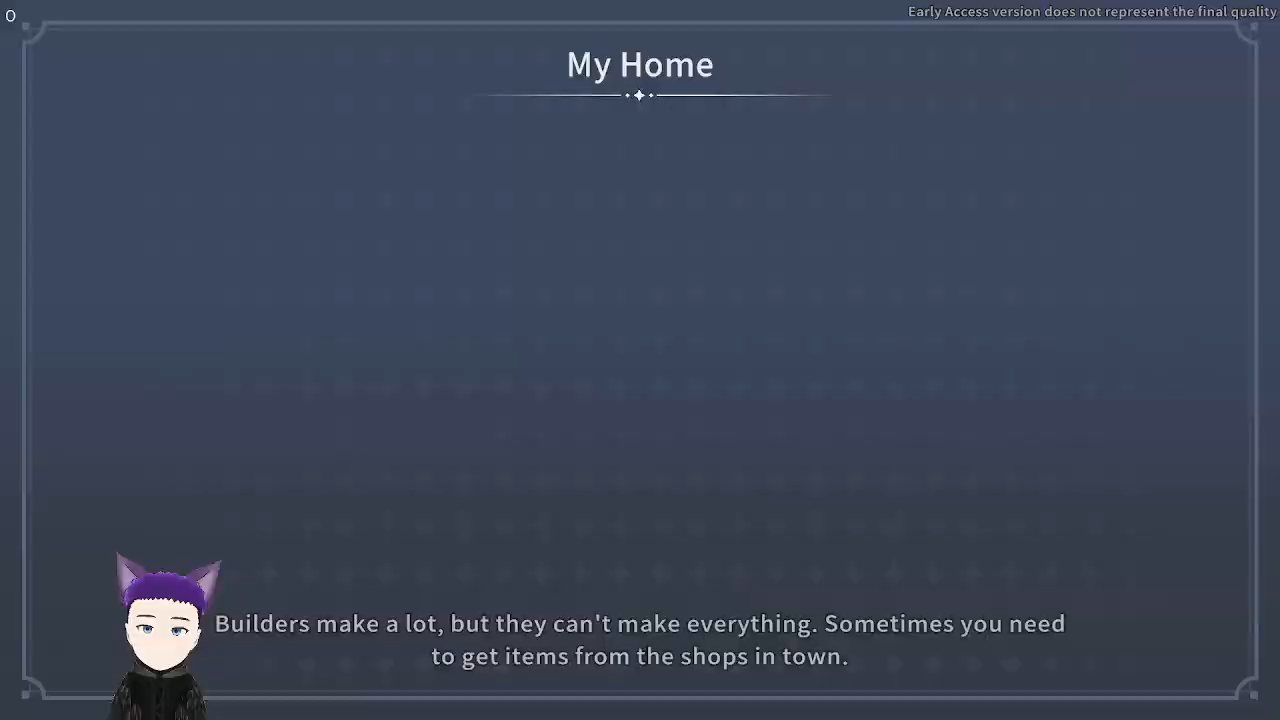 O
Early Access version does not represent the final quality
My Home
Builders make a lot, but they can't make everything. Sometimes you need
to get items from the shops in town.